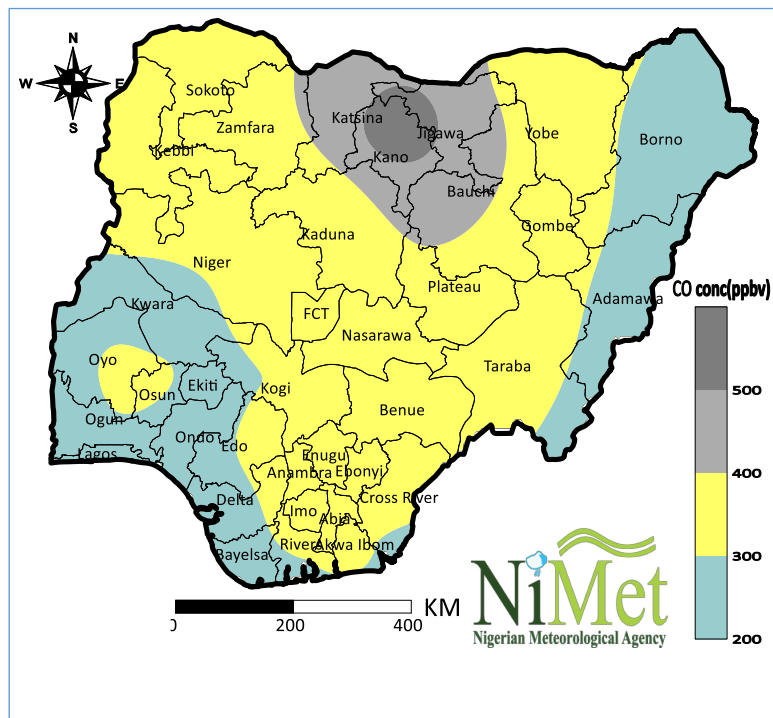 N
W E
S
Sokoto
Katsina
Zamfara
Jigawa
Yobe
Borno
Kebbi
Kano
Bauchi
Gombe
Kaduna
Niger
Plateau
CO conc(ppbv)
Adamawa
Kwara
FCT
Nasarawa
Oyo
Taraba
Ekiti
Kogi
Osun
500
Benue
Ogun
Ondo
Edo
Lagos
Enugu
Anambra
Ebonyi
400
Delta
Cross River
Imo
Abia
Rivers
Akwa Ibom
Bayelsa
300
NiMet
Nigerian Meteorological Agency
KM
0 200 400
200